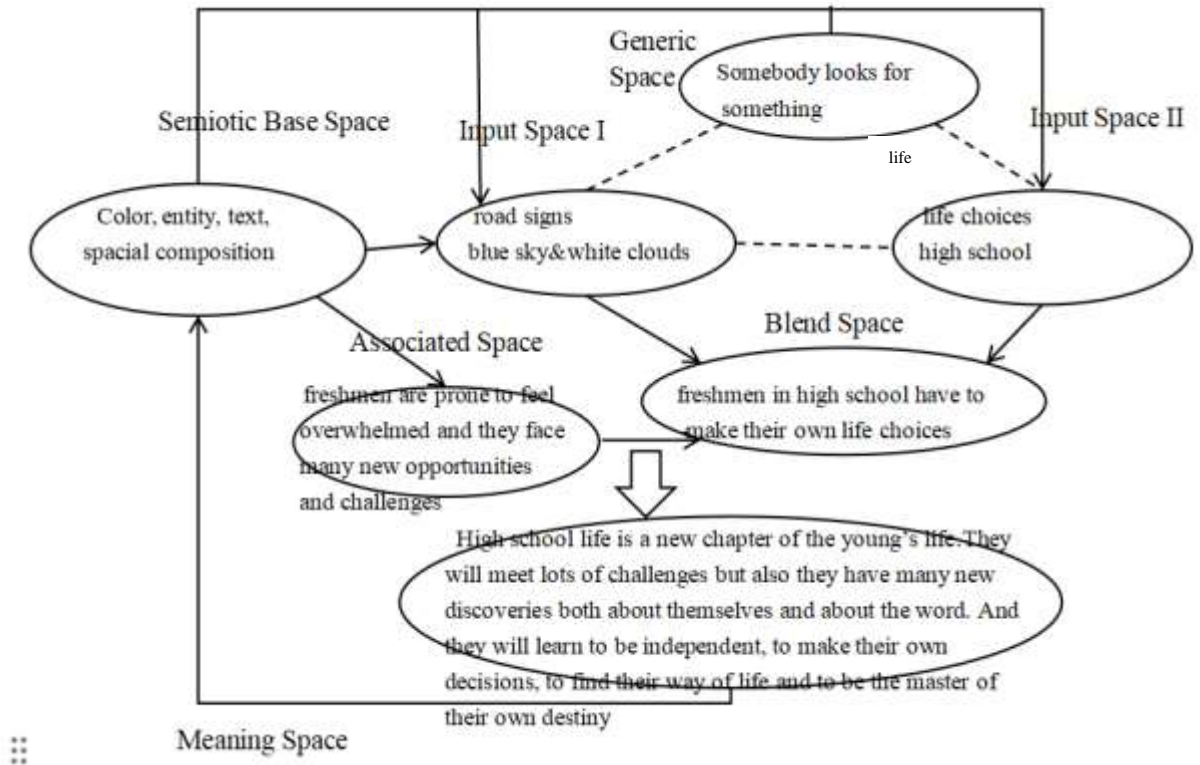 Generic
Space
Somebody looks for
something
Semiotic Base Space
Input Space I
Input Space II
life
Color, entity, text,
spacial composition
road signs
blue sky&white clouds
life choices
high school
Associated Space
Blend Space
freshmen are prone to feel
overwhelmed and they face
many new opportunities
and challenges
freshmen in high school have to
make their own life choices
High school life is a new chapter of the young's life.They
will meet lots of challenges but also they have many new
discoveries both about themselves and about the word. And
they will learn to be independent, to make their own
decisions, to find their way of life and to be the master of
their own destiny
Meaning Space